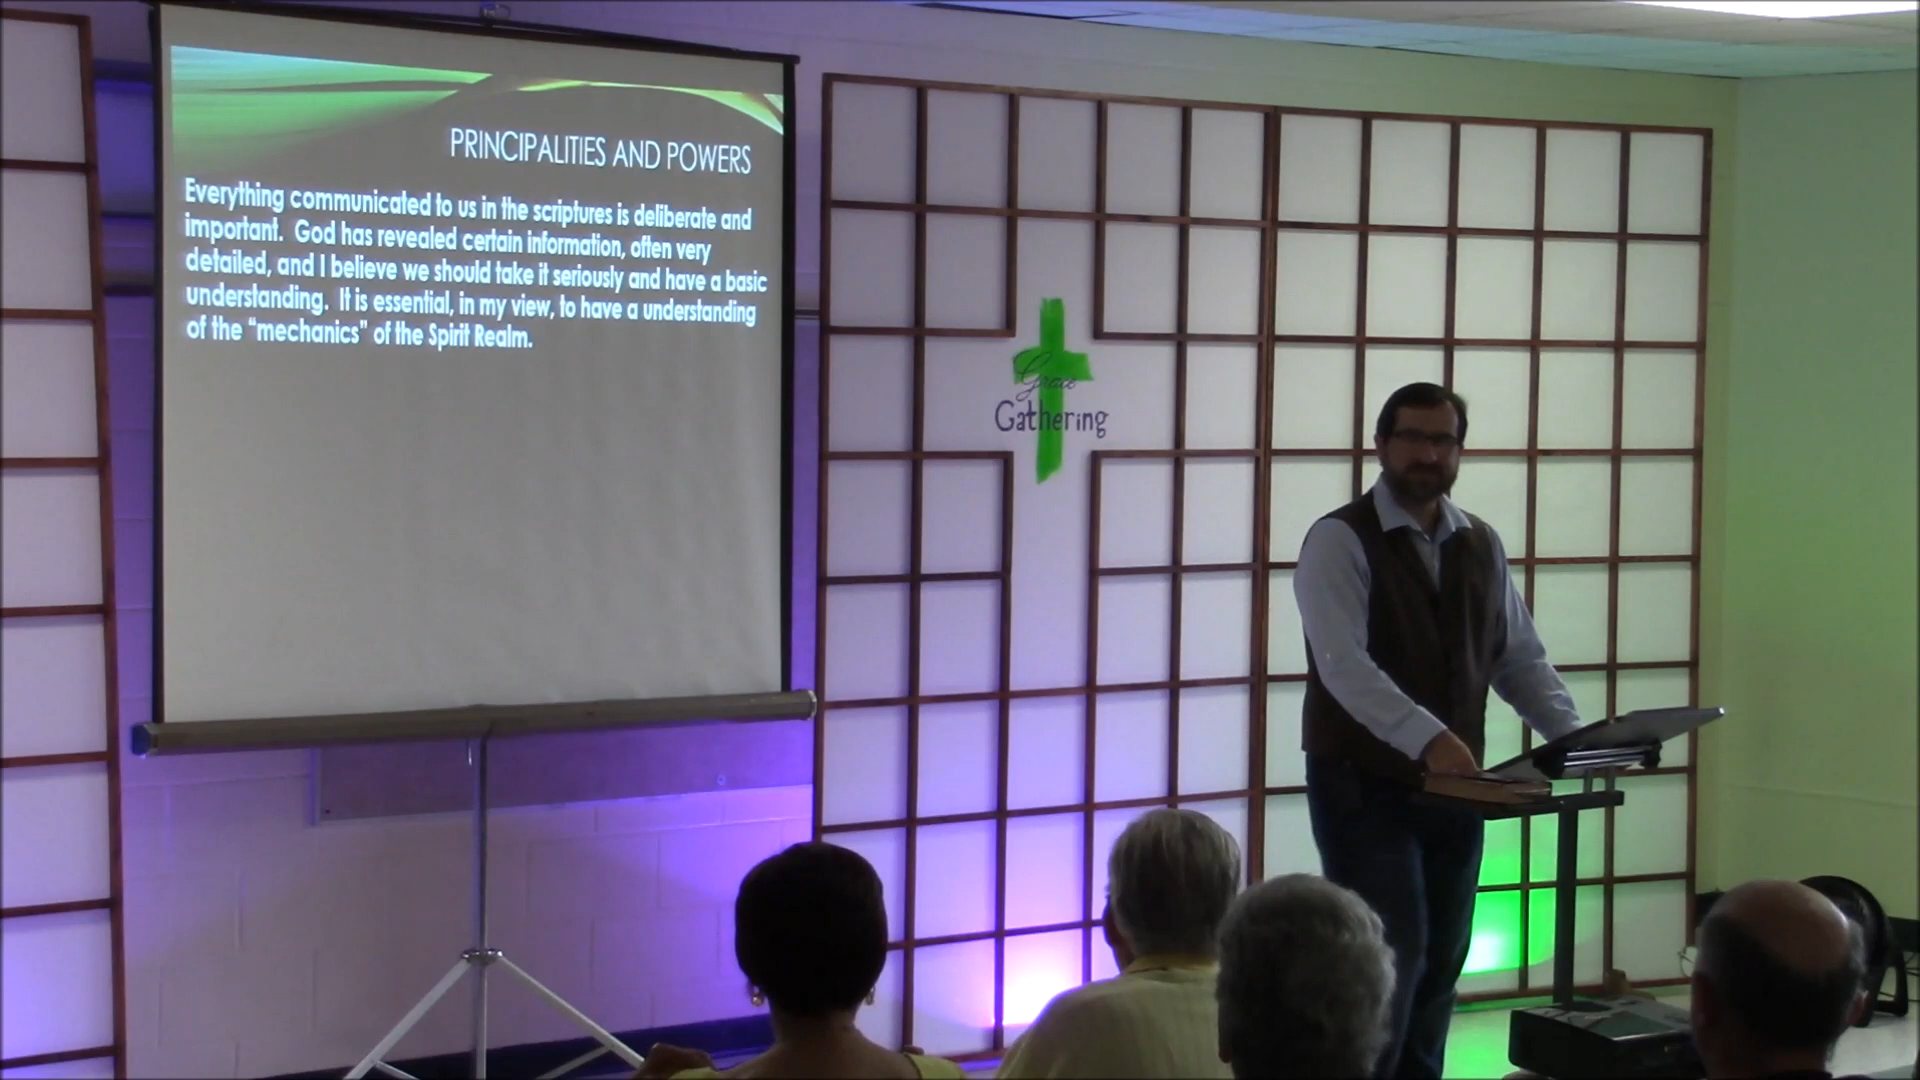 PRINCIPALITIES AND POWERS
Everything communicated to us in the scriptures is deliberate and
important.  God has revealed certain information, often very
detailed, and I believe we should take it seriously and have a basic
understanding.  It is essential, in my view, to have a understanding
of the “mechanics” of the Spirit Realm.
Grace
Gathering